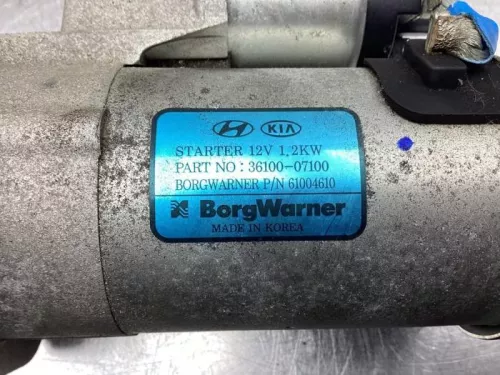 KIA
STARTER 12V 1.2KW
PART NO : 36100-07100
BORGWARNER P/N 61004610
BorgWarner
MADE IN KOREA